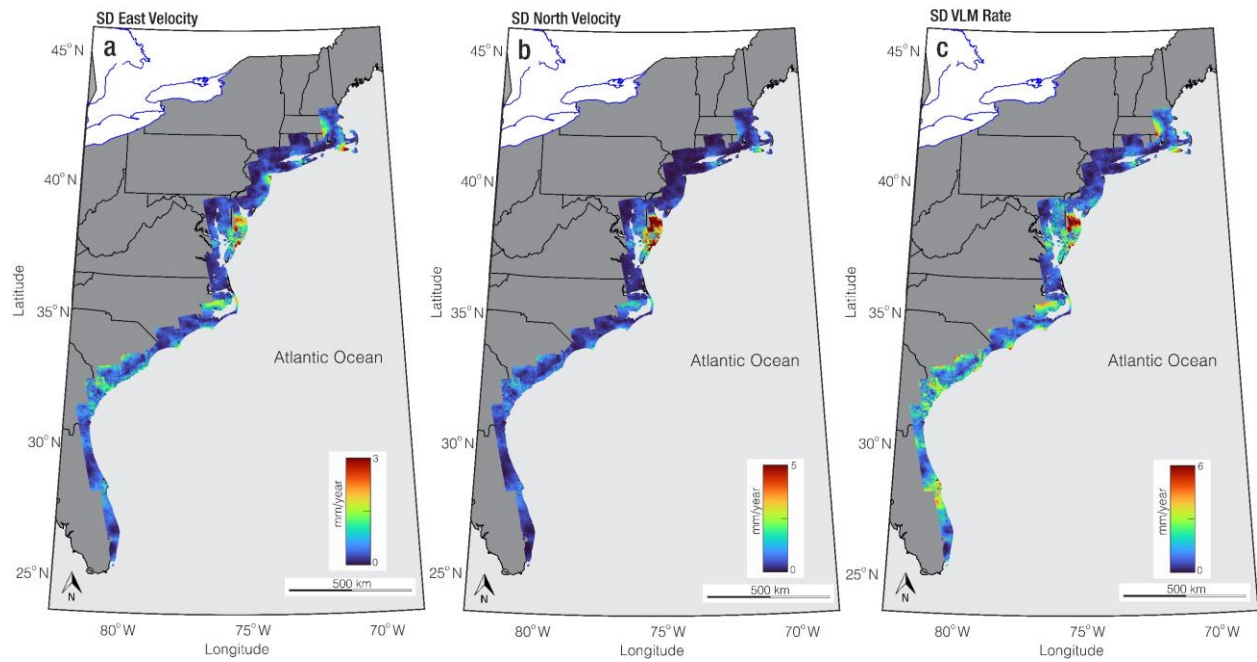 SD East Velocity
a
45°N
40°N
35°N
30°N
25°N
Latitude
Atlantic Ocean
3
mm/year
0
500 km
N
80°W
75°W
70°W
Longitude
SD North Velocity
b
45°N
40°N
35°N
30°N
25°N
Latitude
Atlantic Ocean
5
mm/year
0
500 km
N
80°W
75°W
70°W
Longitude
SD VLM Rate
c
45°N
40°N
35°N
30°N
25°N
Latitude
Atlantic Ocean
6
mm/year
0
500 km
N
80°W
75°W
70°W
Longitude